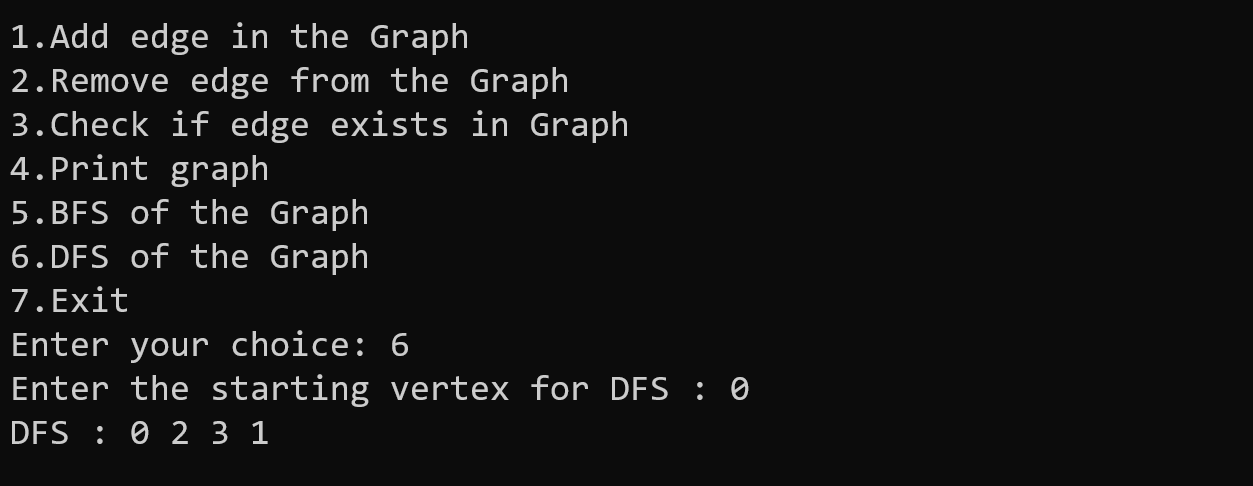 1.Add edge in the Graph
2.Remove edge from the Graph
3.Check if edge exists in Graph
4.Print graph
5.BFS of the Graph
6.DFS of the Graph
7.Exit
Enter your choice: 6
Enter the starting vertex for DFS : 0
DFS : 0 2 3 1